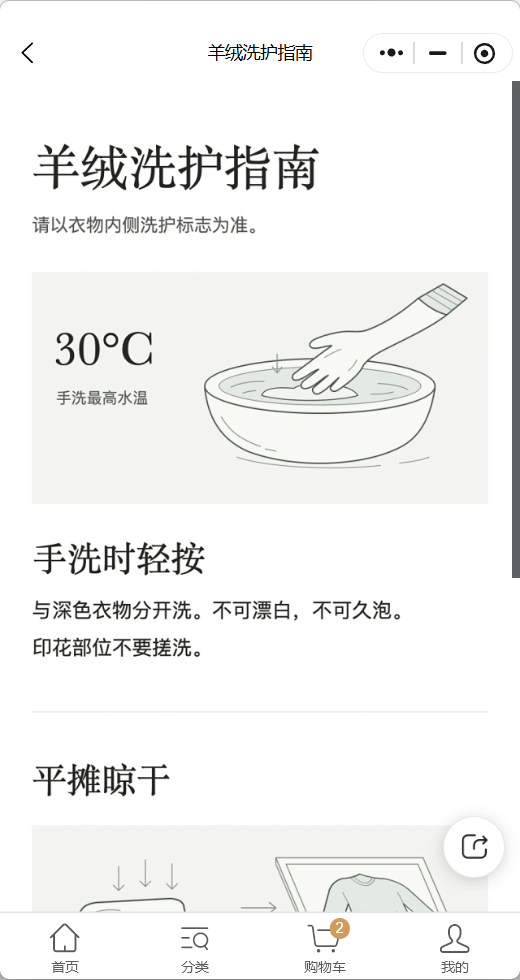 羊绒洗护指南
羊绒洗护指南
请以衣物内侧洗护标志为准。
30°C
手洗最高水温
手洗时轻按
与深色衣物分开洗。不可漂白，不可久泡。
印花部位不要搓洗。
平摊晾干
2
首页
分类
购物车
我的